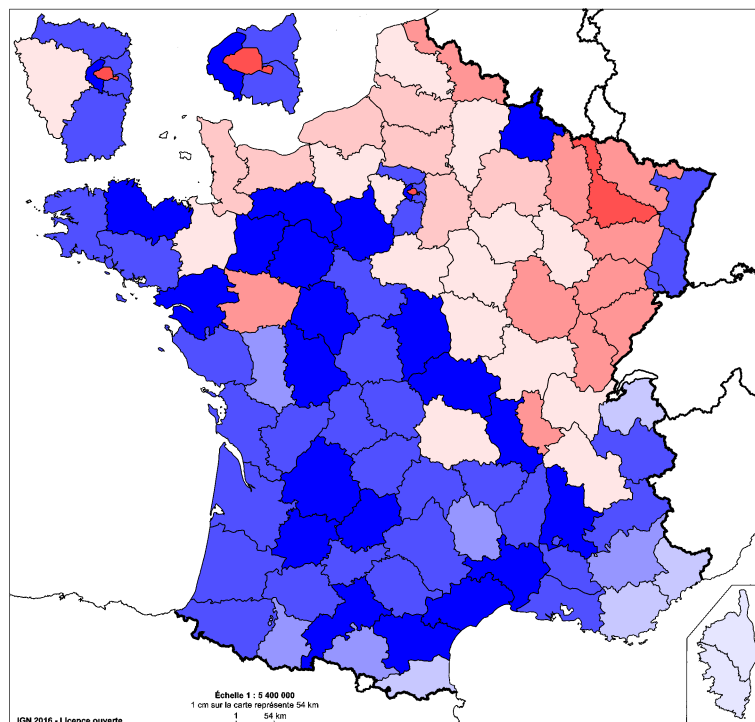 Échelle 1 : 5 400 000
1 cm sur la carte représente 54 km
1 54 km
IGN 2016 - Licence ouverte